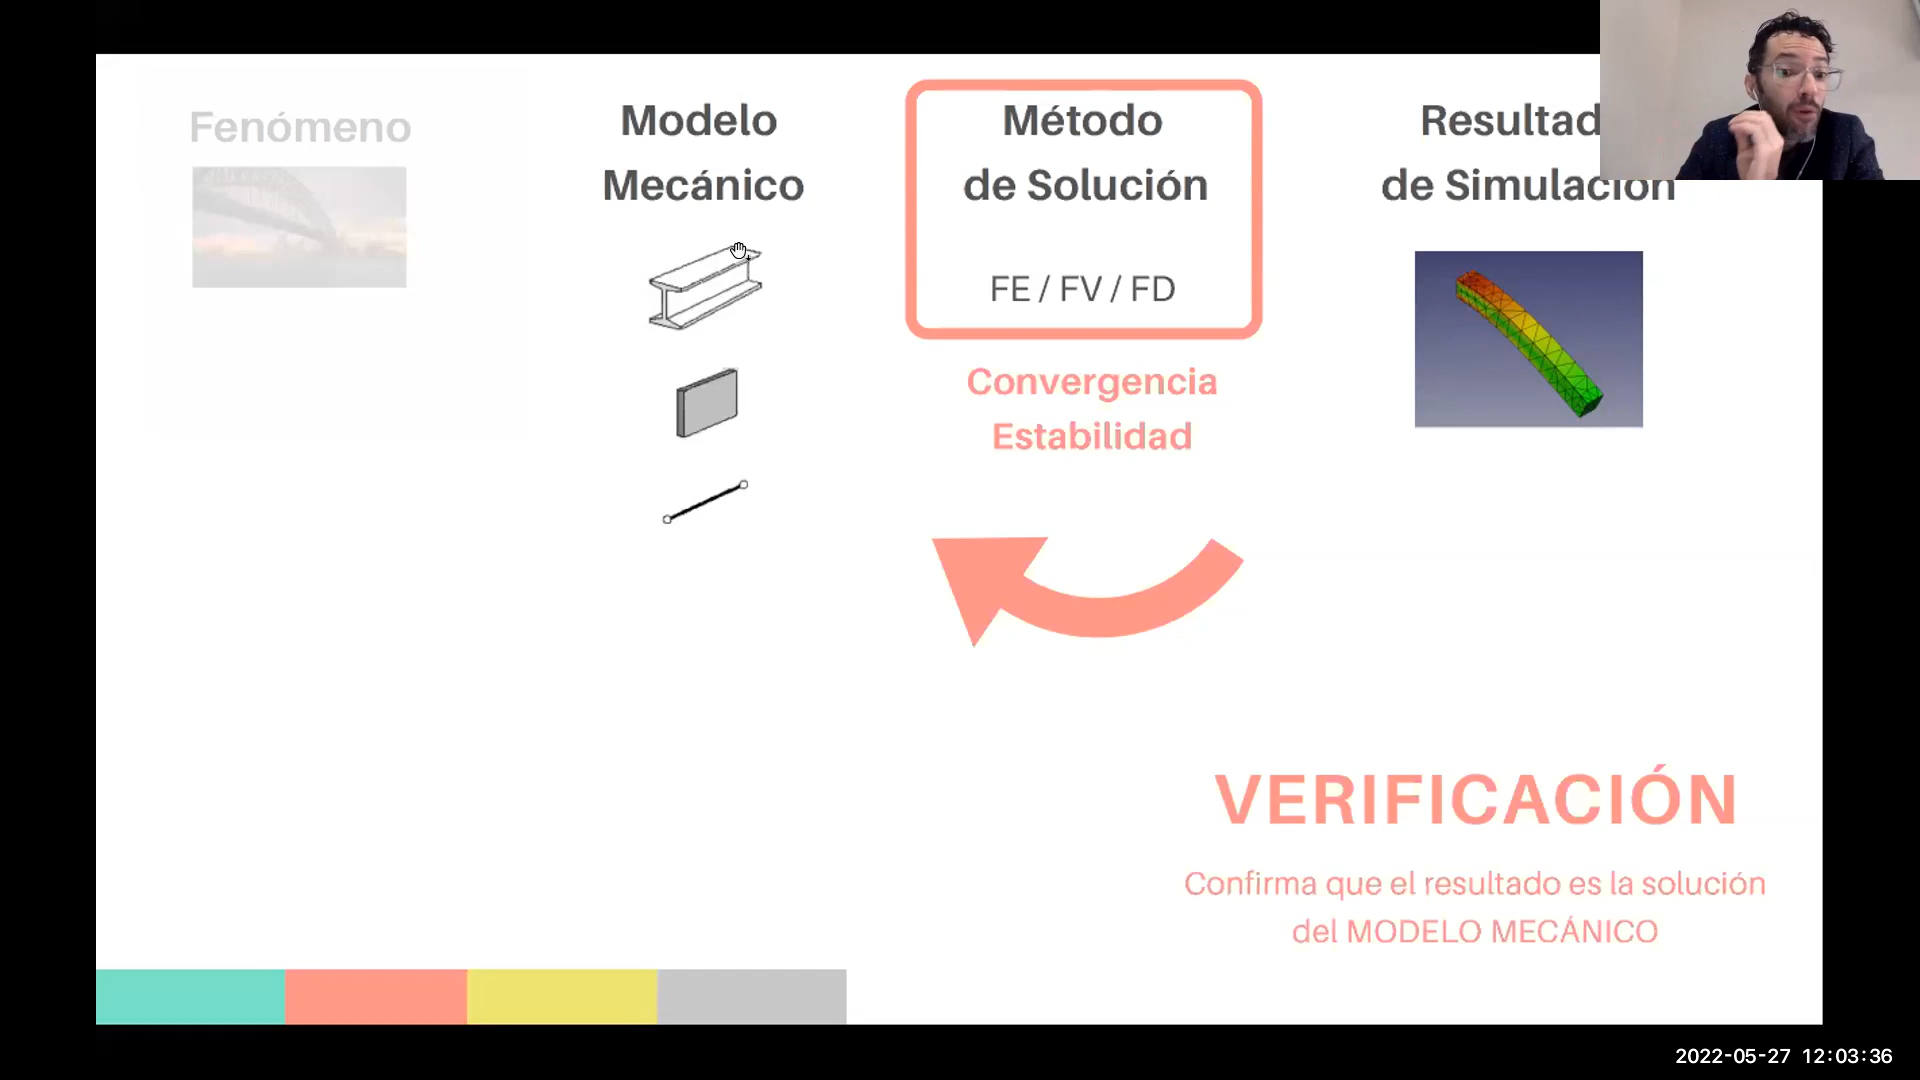 Fenómeno
Modelo
Mecánico
Método
de Solución
FE / FV / FD
Convergencia
Estabilidad
de Simulación
VERIFICACIÓN
Confirma que el resultado es la solución
del MODELO MECÁNICO
2022-05-27 12:03:36